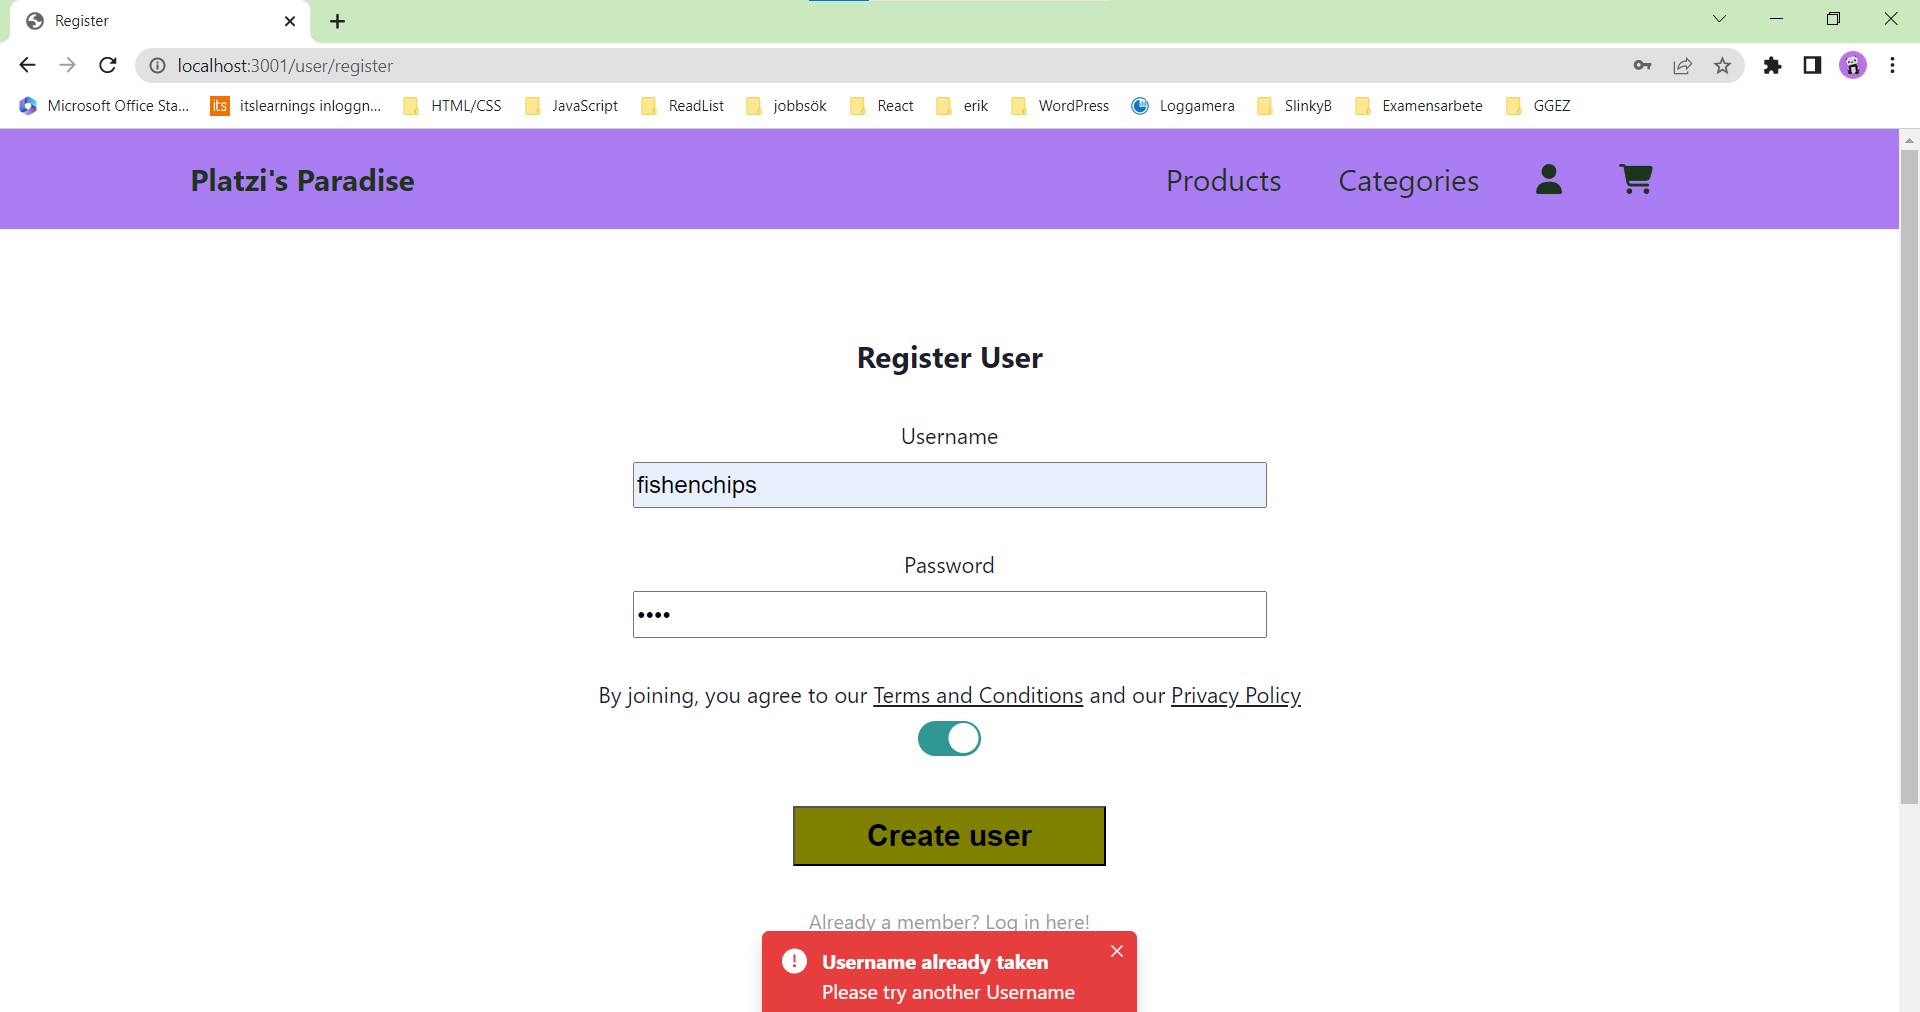 Register
localhost:3001/user/register
Microsoft Office Sta... its itslearnings inloggn... HTML/CSS JavaScript ReadList jobbsök React erik WordPress Loggamera SlinkyB Examensarbete GGEZ
Platzi's Paradise Products Categories
Register User
Username
fishenchips
Password
••••
By joining, you agree to our Terms and Conditions and our Privacy Policy
Create user
Already a member? Log in here!
Username already taken
Please try another Username